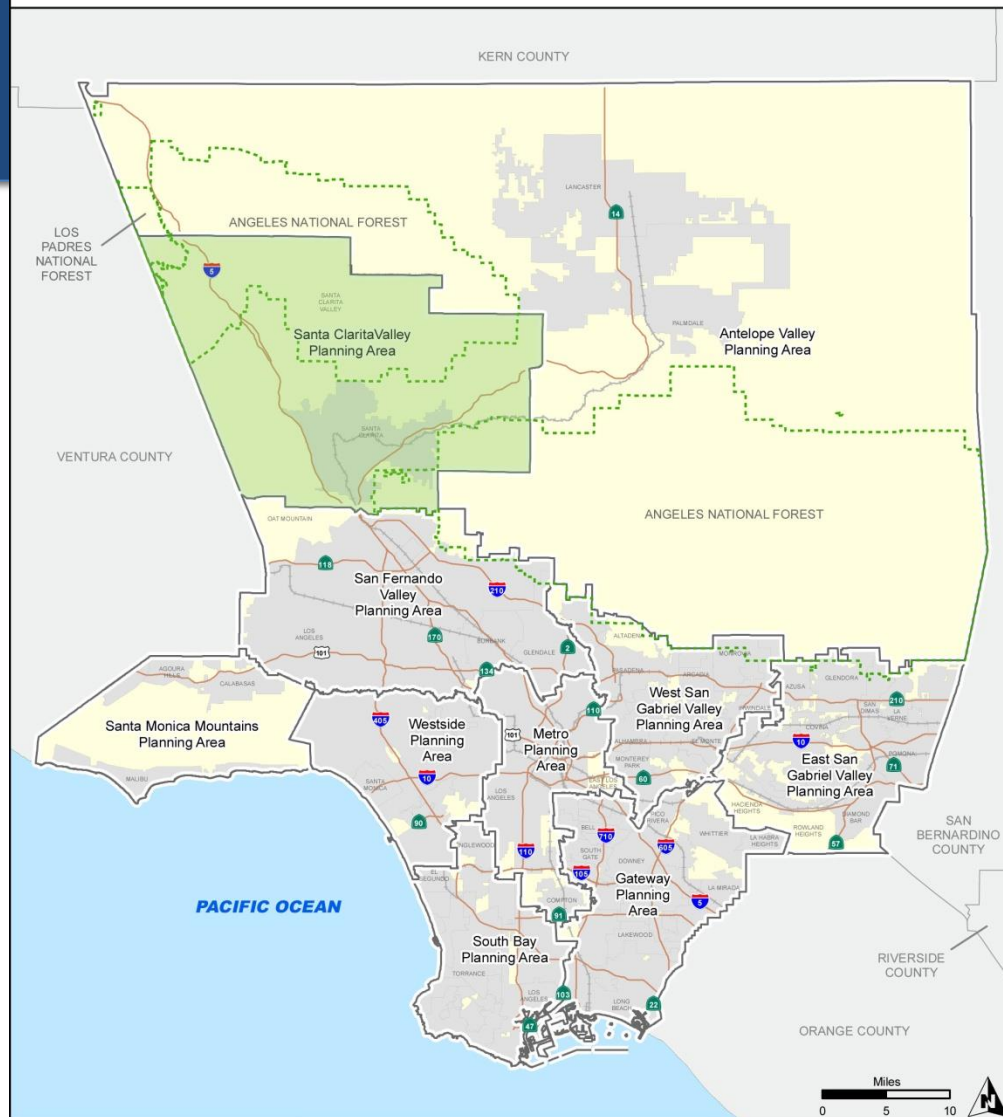 KERN COUNTY
LANCASTER
14
LOS
PADRES
NATIONAL
FOREST
ANGELES NATIONAL FOREST
5
SANTA
CLARITA
VALLEY
Santa ClaritaValley
Planning Area
PALMDALE
Antelope Valley
Planning Area
SANTA
CLARITA
VENTURA COUNTY
ANGELES NATIONAL FOREST
OAT MOUNTAIN
118
San Fernando
Valley
Planning Area
210
LOS
ANGELES
170
BURBANK
GLENDALE
2
101
134
ALTADENA
PASADENA
ARCADIA
MONROVIA
AZUSA
GLENDORA
SAN
DIMAS
LA
VERNE
210
AGOURA
HILLS
CALABASAS
Santa Monica Mountains
Planning Area
MALIBU
405
Westside
Planning
Area
10
SANTA
MONICA
90
101
Metro
Planning
Area
110
West San
Gabriel Valley
Planning Area
IRWINDALE
ALHAMBRA
EL MONTE
MONTEREY
PARK
60
COVINA
10
POMONA
71
East San
Gabriel Valley
Planning Area
HACIENDA
HEIGHTS
ROWLAND
HEIGHTS
DIAMOND
BAR
57
SAN
BERNARDINO
COUNTY
LOS
ANGELES
EAST LOS
ANGELES
INGLEWOOD
110
BELL
710
SOUTH
GATE
105
DOWNEY
PICO
RIVERA
605
WHITTIER
LA HABRA
HEIGHTS
LA MIRADA
5
Gateway
Planning
Area
EL
SEGUNDO
COMPTON
91
LAKEWOOD
PACIFIC OCEAN
South Bay
Planning Area
TORRANCE
LOS
ANGELES
103
47
LONG
BEACH
22
RIVERSIDE
COUNTY
ORANGE COUNTY
Miles
0 5 10
N